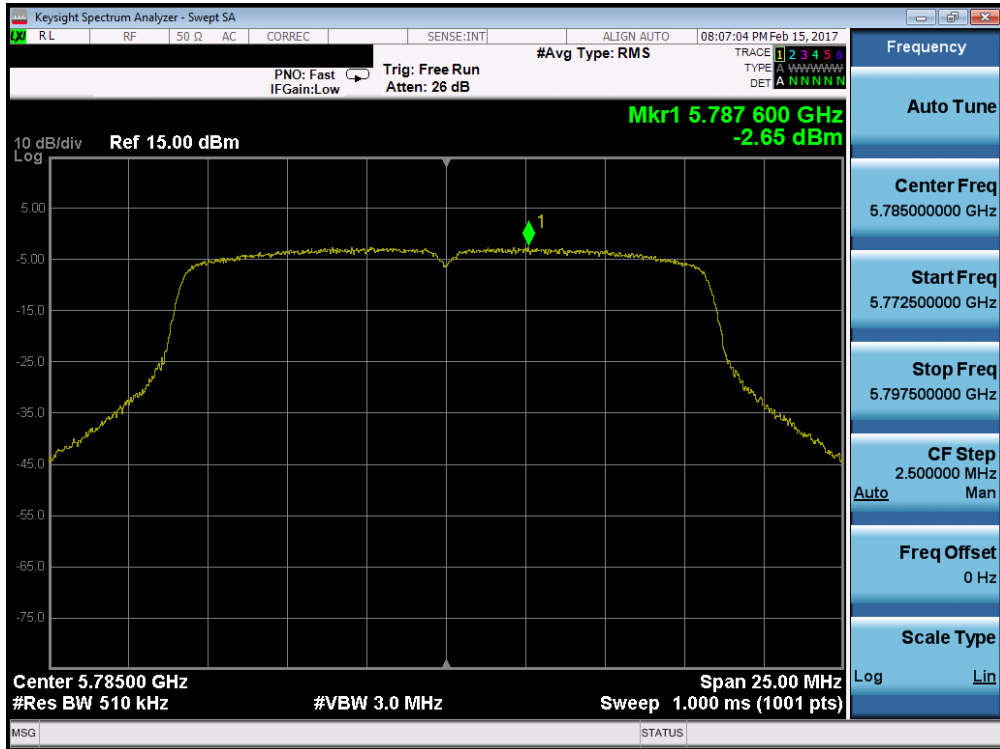 Keysight Spectrum Analyzer - Swept SA
LXI RL RF 50 Ω AC CORREC SENSE:INT ALIGN AUTO 08:07:04 PM Feb 15, 2017
#Avg Type: RMS
TRACE 1 2 3 4 5 6
TYPE A WWWWW
DET A N N N N N
PNO: Fast
IFGain:Low
Trig: Free Run
Atten: 26 dB
Mkr1 5.787 600 GHz
-2.65 dBm
10 dB/div Ref 15.00 dBm
Log
5.00
-5.00
-15.0
-25.0
-35.0
-45.0
-55.0
-65.0
-75.0
1
Center 5.78500 GHz
Span 25.00 MHz
#Res BW 510 kHz
#VBW 3.0 MHz
Sweep 1.000 ms (1001 pts)
MSG
STATUS
Frequency
Auto Tune
Center Freq
5.785000000 GHz
Start Freq
5.772500000 GHz
Stop Freq
5.797500000 GHz
CF Step
2.500000 MHz
Auto Man
Freq Offset
0 Hz
Scale Type
Log Lin